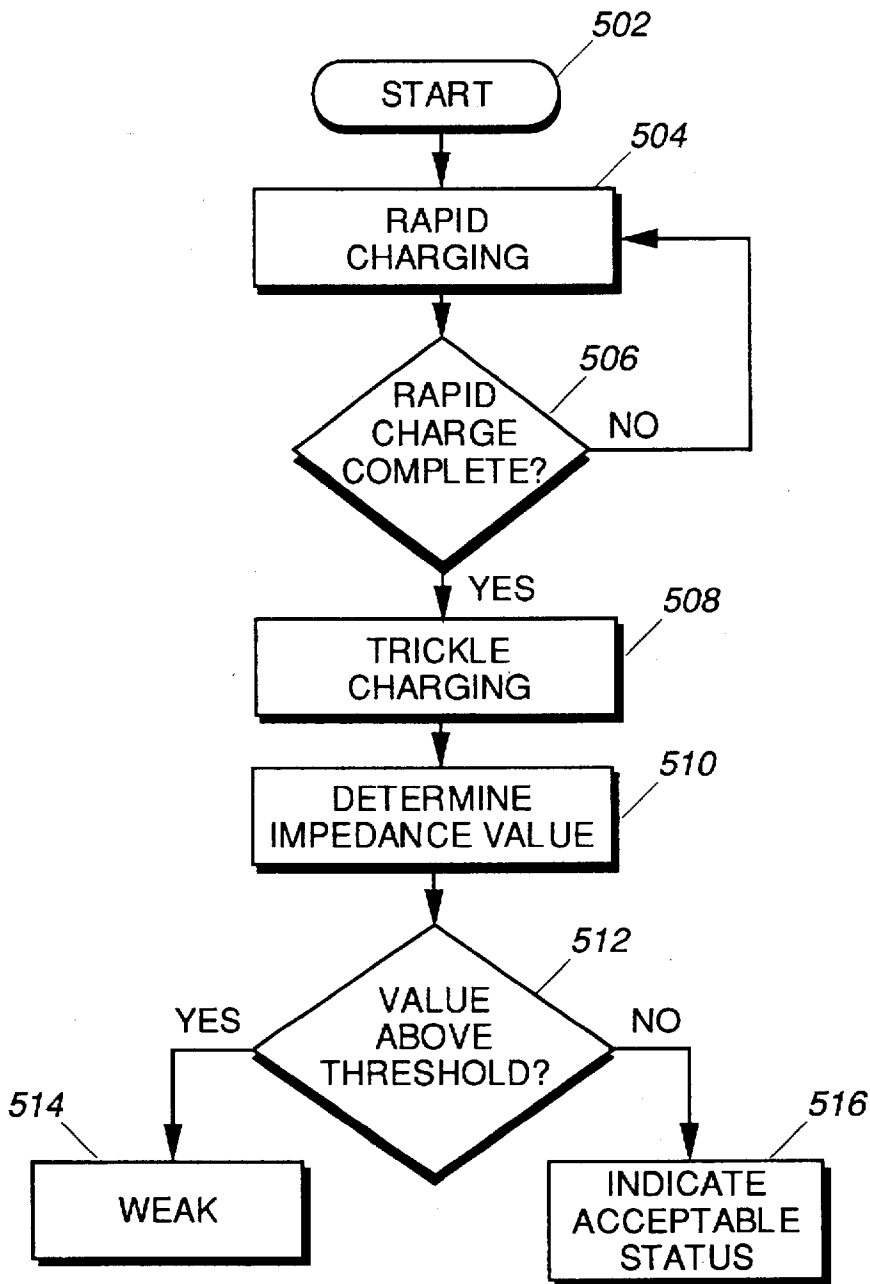 502
START
504
RAPID
CHARGING
506
RAPID
CHARGE
COMPLETE?
NO
YES
508
TRICKLE
CHARGING
510
DETERMINE
IMPEDANCE VALUE
512
VALUE
ABOVE
THRESHOLD?
YES
NO
514
WEAK
516
INDICATE
ACCEPTABLE
STATUS